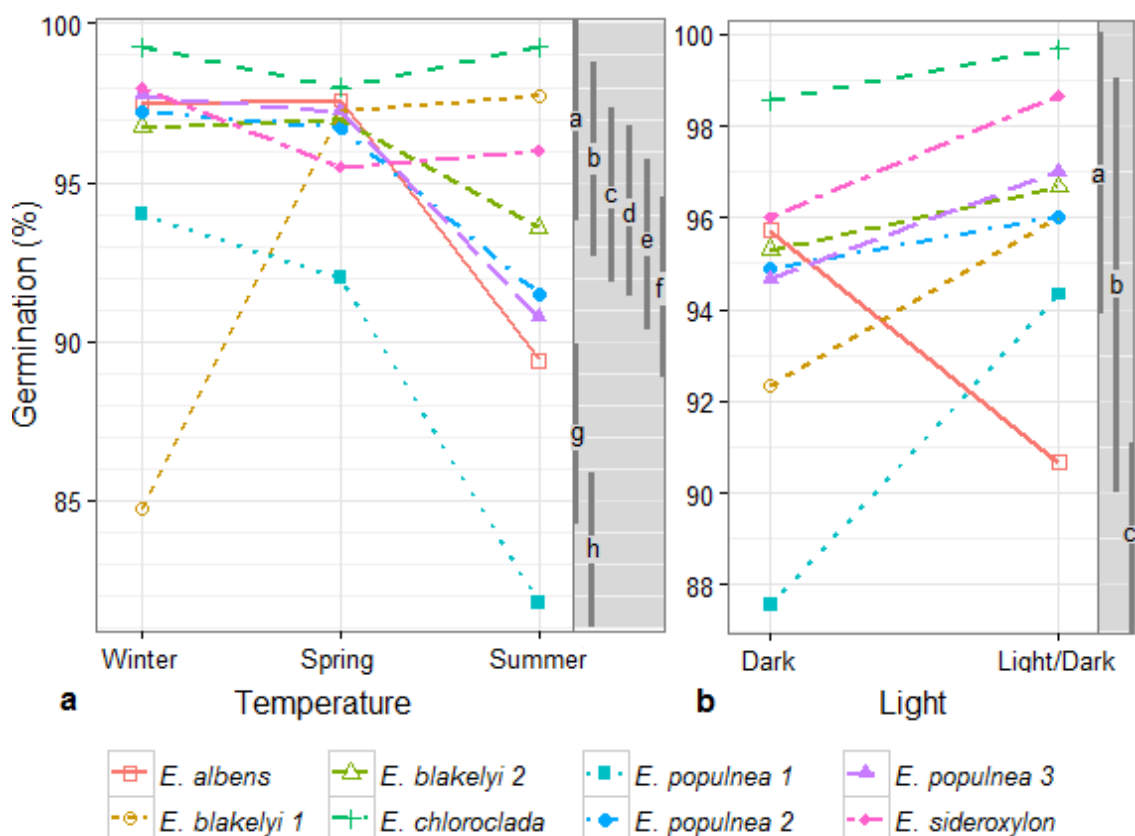 Germination (%)
100
95
90
85
a
b
c
d
e
f
g
h
Winter
Spring
Summer
a
Temperature
100
98
96
94
92
90
88
a
b
c
Dark
Light/Dark
b
Light
E. albens
E. blakelyi 2
E. populnea 1
E. populnea 3
E. blakelyi 1
E. chloroclada
E. populnea 2
E. sideroxylon